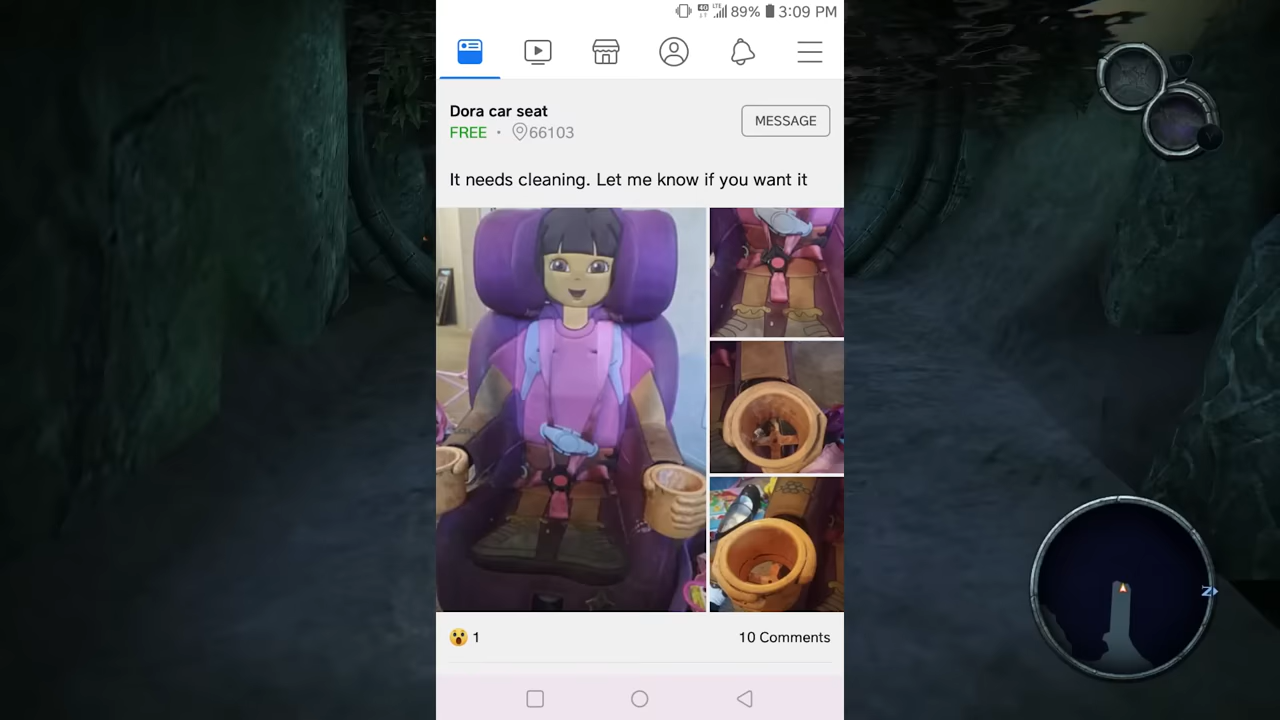 89% 3:09 PM
Dora car seat
FREE · 66103
MESSAGE
It needs cleaning. Let me know if you want it
1
10 Comments
Z